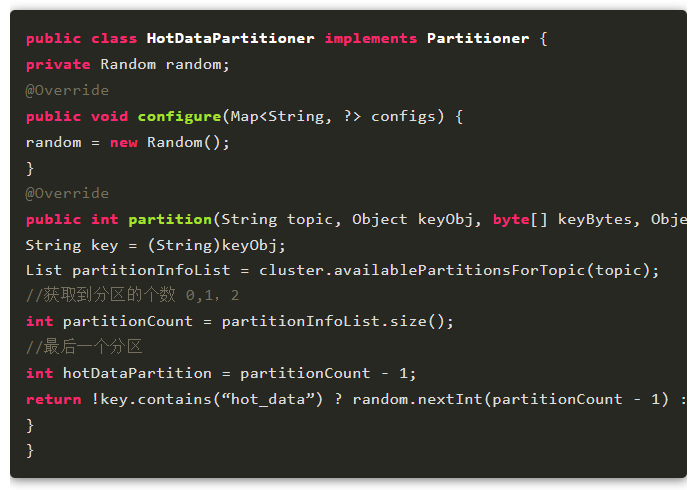 public class HotDataPartitioner implements Partitioner {
private Random random;
@Override
public void configure(Map<String, ?> configs) {
random = new Random();
}
@Override
public int partition(String topic, Object keyObj, byte[] keyBytes, Obje
String key = (String)keyObj;
List partitionInfoList = cluster.availablePartitionsForTopic(topic);
//获取到分区的个数 0,1，2
int partitionCount = partitionInfoList.size();
//最后一个分区
int hotDataPartition = partitionCount - 1;
return !key.contains(“hot_data”) ? random.nextInt(partitionCount - 1) :
}
}